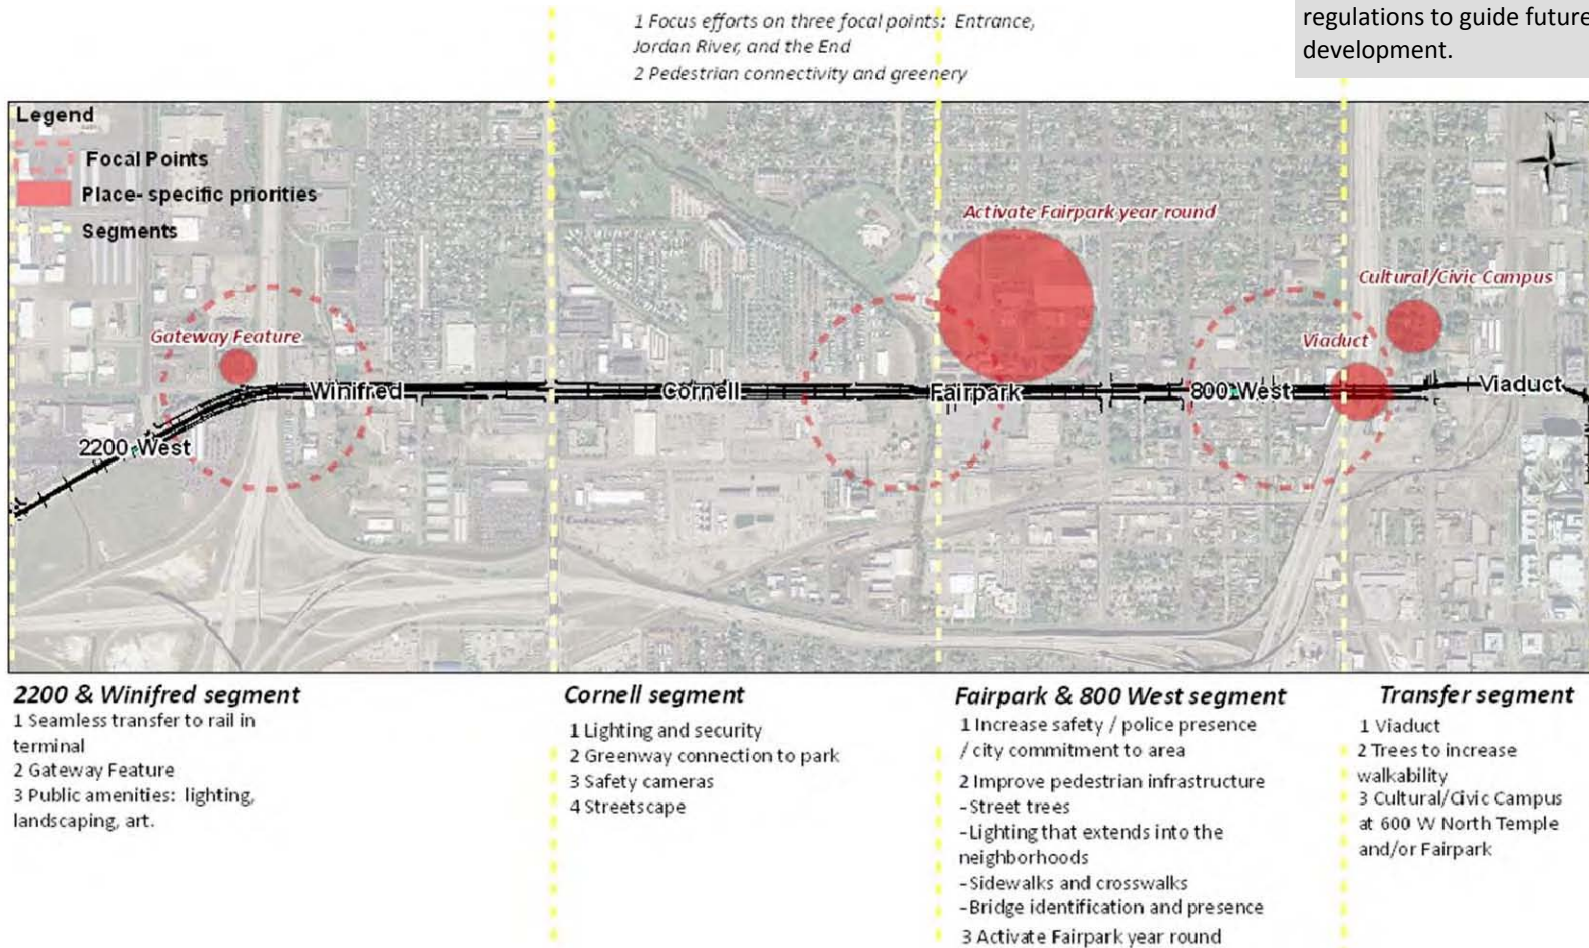 1 Focus efforts on three focal points: Entrance,
Jordan River, and the End
2 Pedestrian connectivity and greenery
regulations to guide future
development.
Legend
Focal Points
Place- specific priorities
Segments
Activate Fairpark year round
Cultural/Civic Campus
Gateway Feature
Viaduct
2200 West
Winifred
Cornell
Fairpark
800 West
Viaduct
2200 & Winifred segment
1 Seamless transfer to rail in
terminal
2 Gateway Feature
3 Public amenities: lighting,
landscaping, art.
Cornell segment
1 Lighting and security
2 Greenway connection to park
3 Safety cameras
4 Streetscape
Fairpark & 800 West segment
1 Increase safety / police presence
/ city commitment to area
2 Improve pedestrian infrastructure
-Street trees
-Lighting that extends into the
neighborhoods
-Sidewalks and crosswalks
-Bridge identification and presence
3 Activate Fairpark year round
Transfer segment
1 Viaduct
2 Trees to increase
walkability
3 Cultural/Civic Campus
at 600 W North Temple
and/or Fairpark